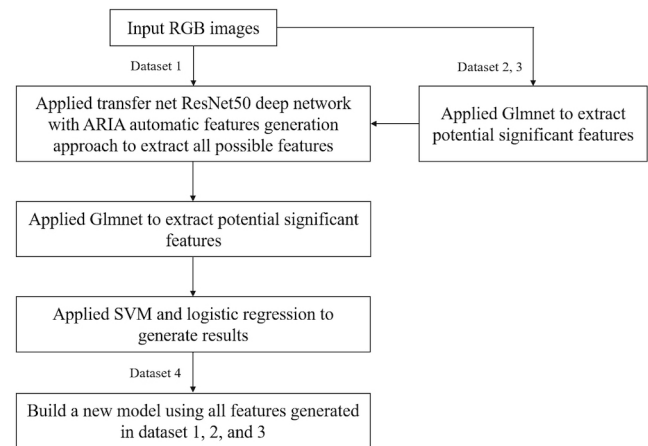 Input RGB images
Dataset 1
Dataset 2, 3
Applied transfer net ResNet50 deep network
with ARIA automatic features generation
approach to extract all possible features
Applied Glmnet to extract
potential significant features
Applied Glmnet to extract potential significant
features
Applied SVM and logistic regression to
generate results
Dataset 4
Build a new model using all features generated
in dataset 1, 2, and 3